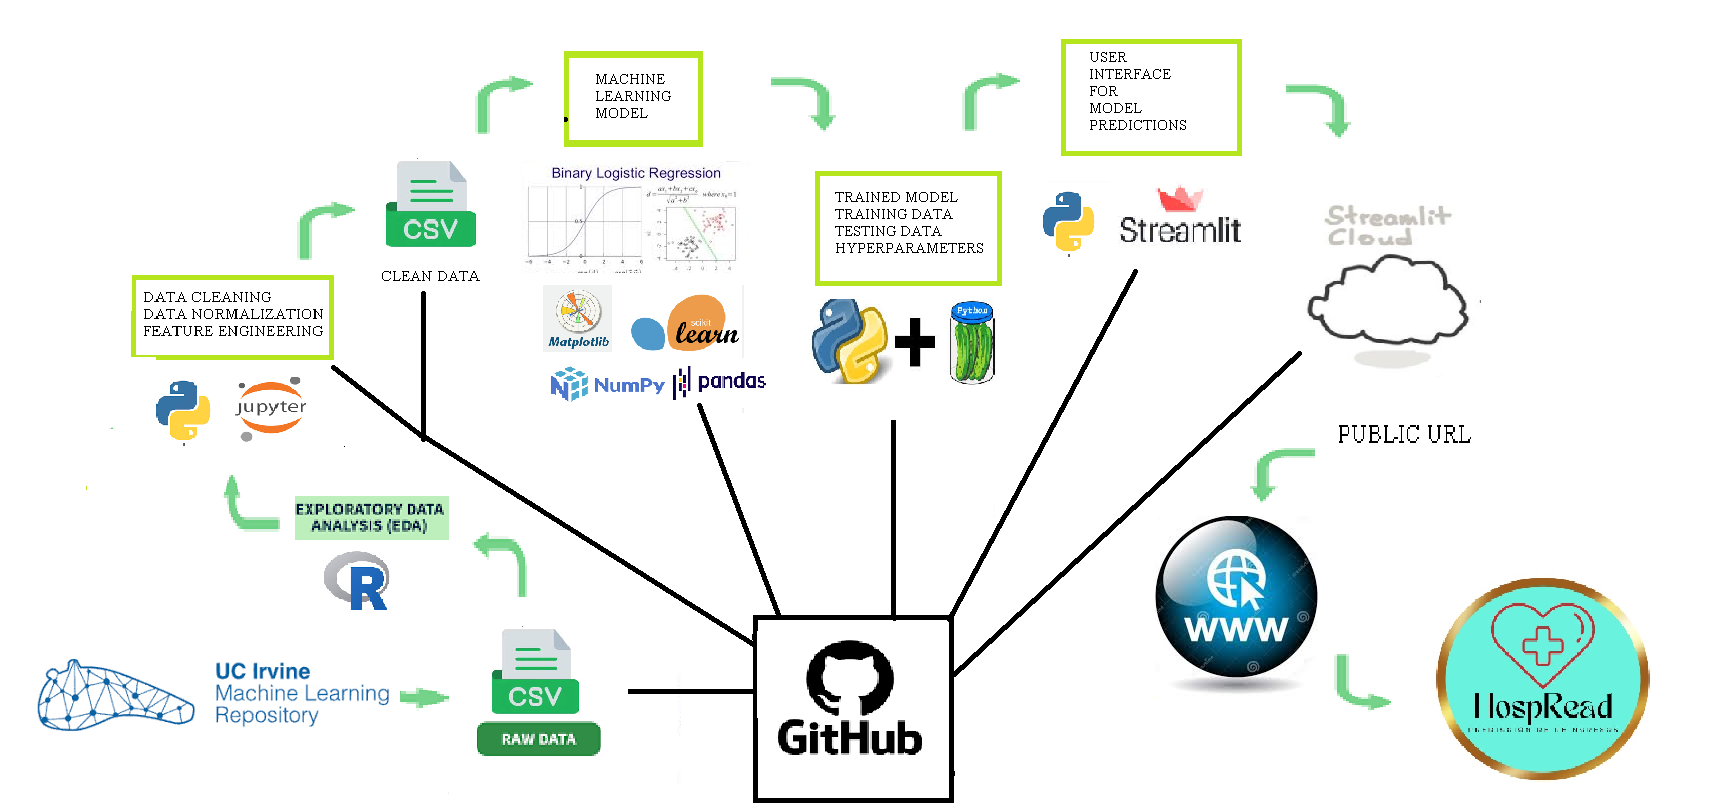 MACHINE
LEARNING
MODEL
USER
INTERFACE
FOR
MODEL
PREDICTIONS
CSV
CLEAN DATA
Binary Logistic Regression
TRAINED MODEL
TRAINING DATA
TESTING DATA
HYPERPARAMETERS
Streamlit
Streamlit
Cloud
DATA CLEANING
DATA NORMALIZATION
FEATURE ENGINEERING
jupyter
Matplotlib
scikit
learn
NumPy
pandas
Python
PUBLIC URL
EXPLORATORY DATA
ANALYSIS (EDA)
R
WWW
UC Irvine
Machine Learning
Repository
CSV
RAW DATA
GitHub
HospRead